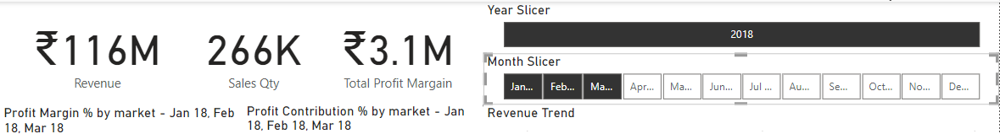 Year Slicer
2018
₹116M
266K
₹3.1M
Revenue
Sales Qty
Total Profit Margain
Month Slicer
Jan... Feb... Ma... Apr... Ma... Jun... Jul ... Au... Se... Oct... No... De...
Profit Margin % by market - Jan 18, Feb
18, Mar 18
Profit Contribution % by market - Jan
18, Feb 18, Mar 18
Revenue Trend